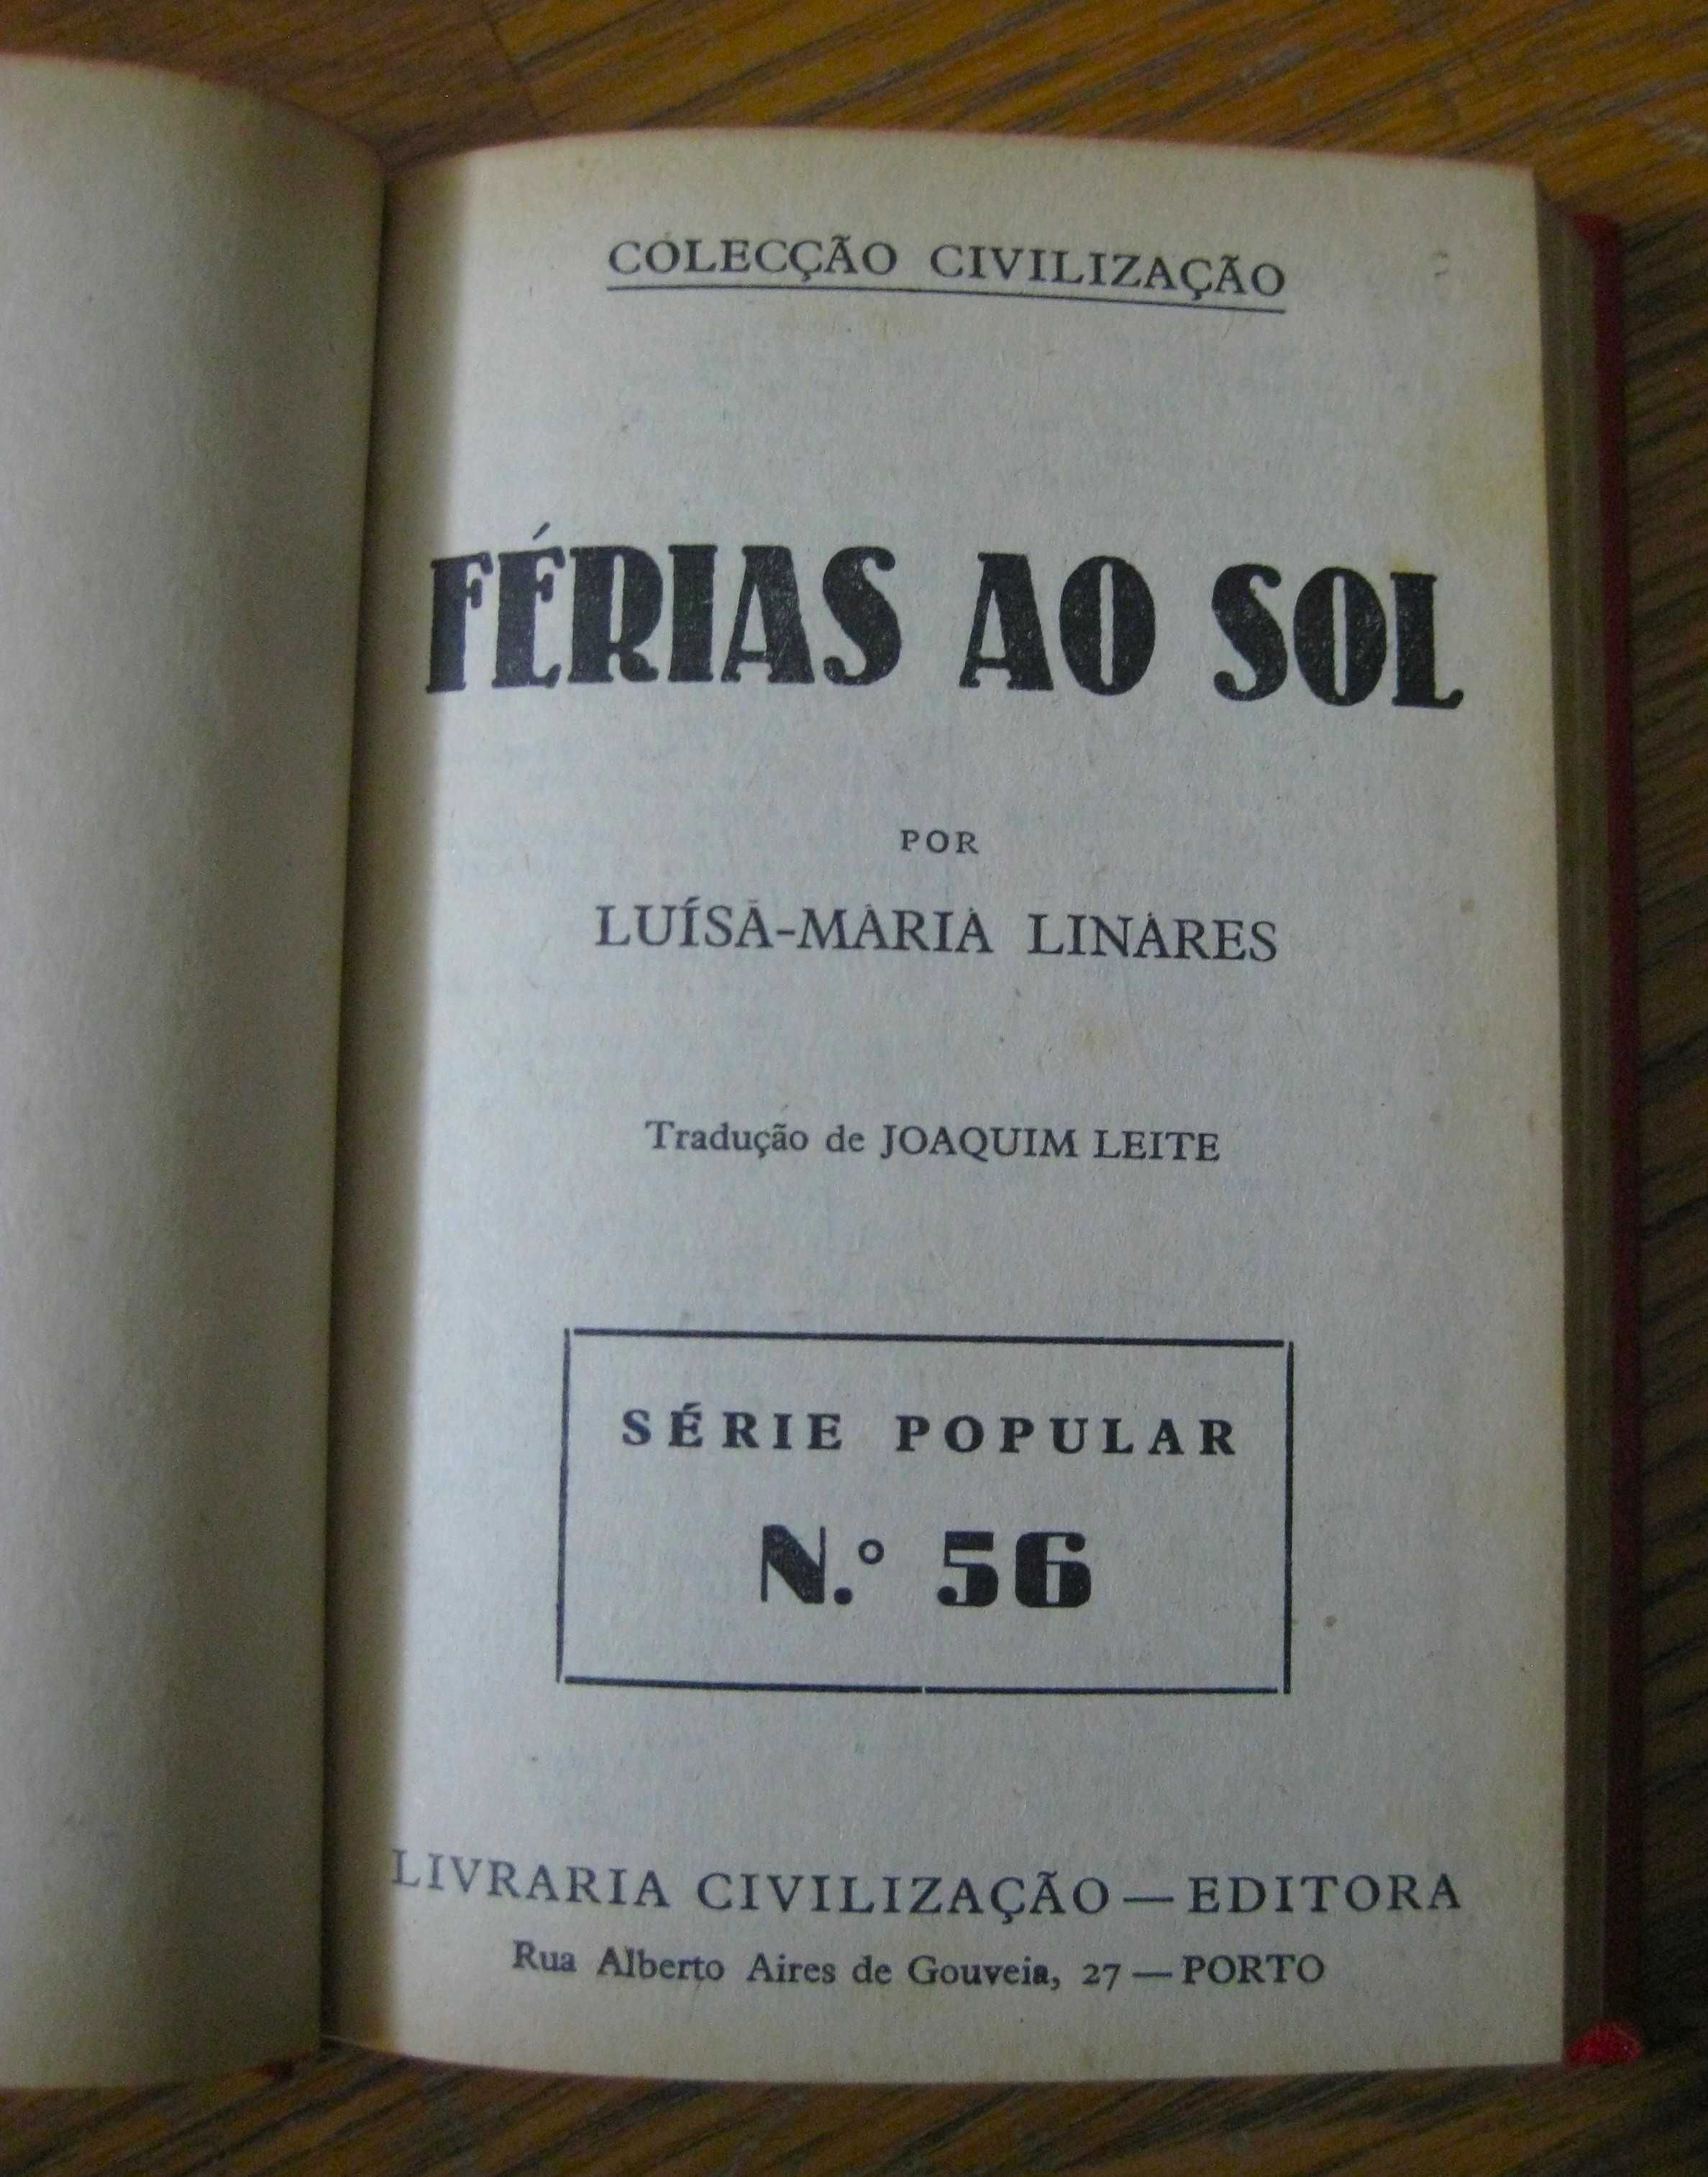 COLECÇÃO CIVILIZAÇÃO
FÉRIAS AO SOL
POR
LUÍSA-MARIA LINARES
Tradução de JOAQUIM LEITE
SÉRIE POPULAR
N.º 56
LIVRARIA CIVILIZAÇÃO — EDITORA
Rua Alberto Aires de Gouveia, 27 — PORTO